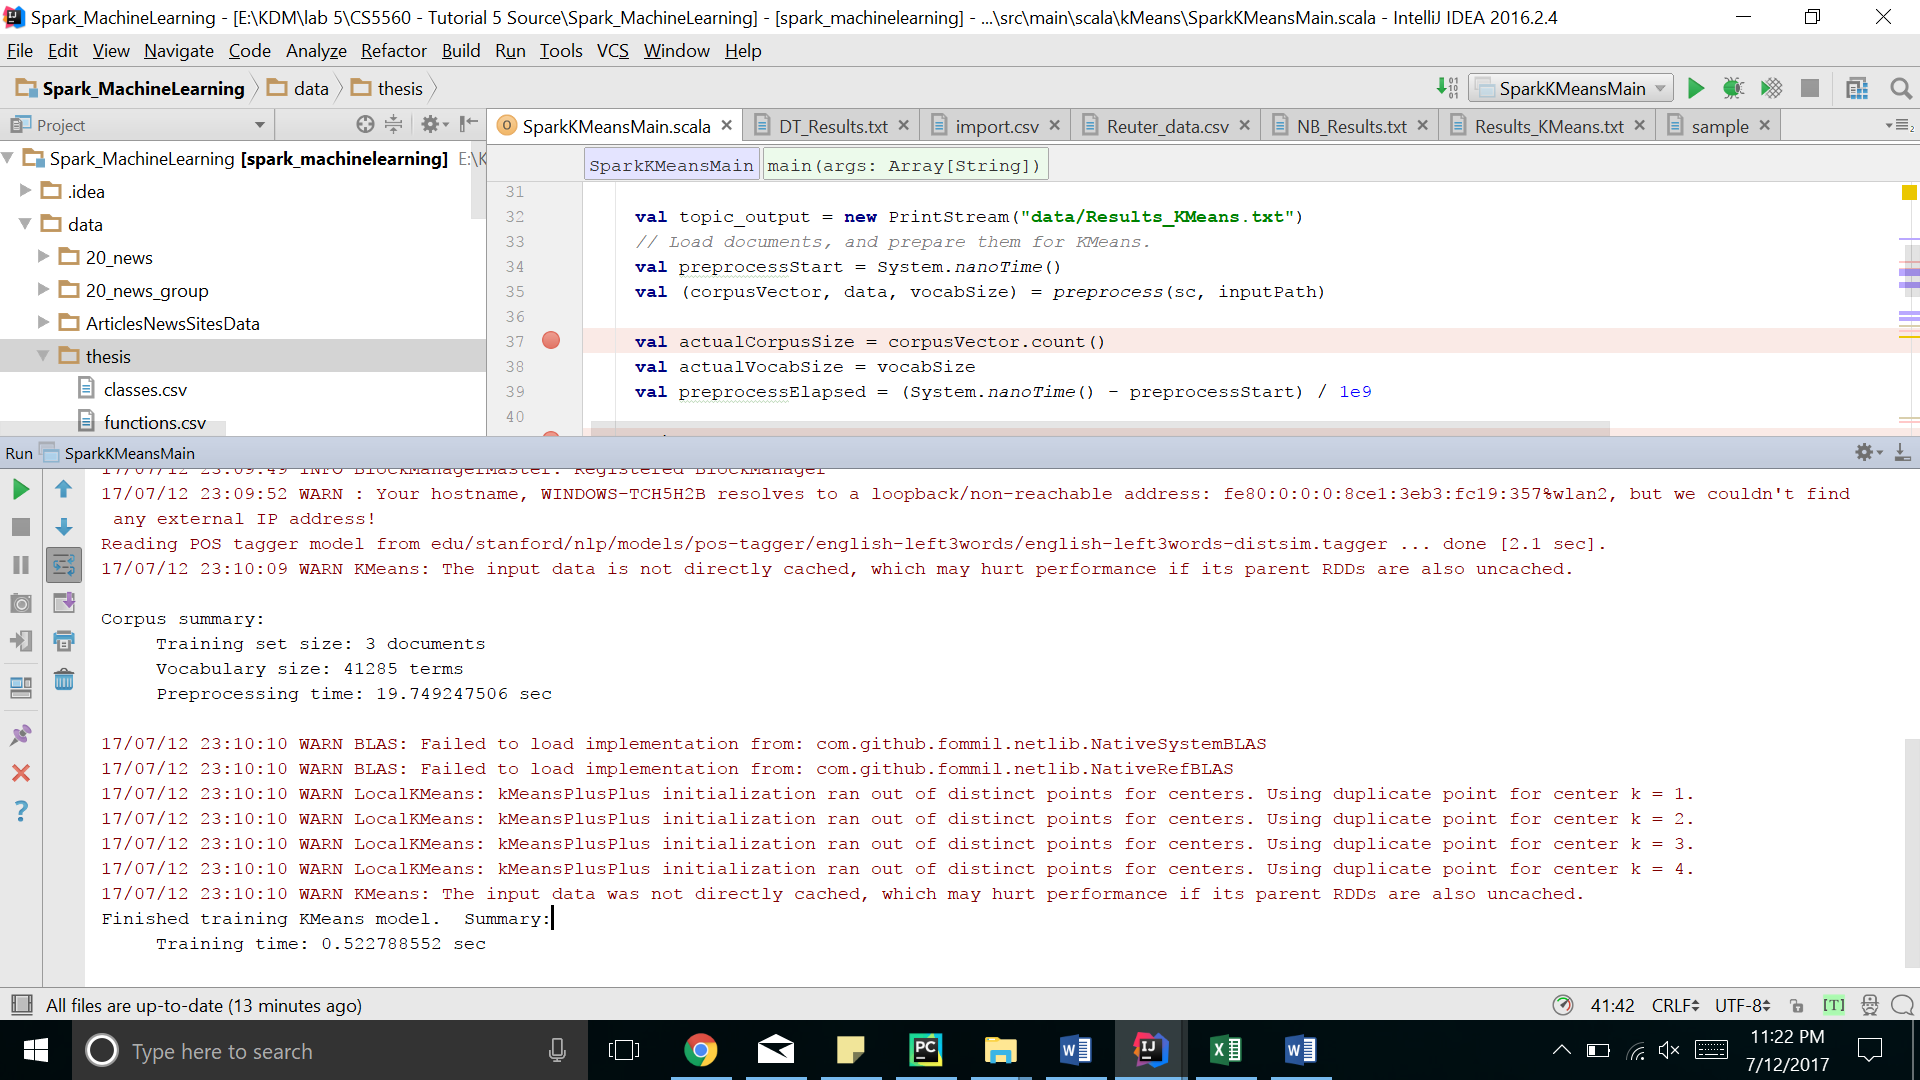 Spark_MachineLearning - [E:\KDM\lab 5\CS5560 - Tutorial 5 Source\Spark_MachineLearning] - [spark_machinelearning] - ...\src\main\scala\kMeans\SparkKMeansMain.scala - IntelliJ IDEA 2016.2.4
File Edit View Navigate Code Analyze Refactor Build Run Tools VCS Window Help
Spark_MachineLearning data thesis SparkKMeansMain
Project SparkKMeansMain.scala DT_Results.txt import.csv Reuter_data.csv NB_Results.txt Results_KMeans.txt sample
Spark_MachineLearning [spark_machinelearning] E:\K
.idea
data
20_news
20_news_group
ArticlesNewsSitesData
thesis
classes.csv
functions.csv
SparkKMeansMain main(args: Array[String])
31
32 val topic_output = new PrintStream("data/Results_KMeans.txt")
33 // Load documents, and prepare them for KMeans.
34 val preprocessStart = System.nanoTime()
35 val (corpusVector, data, vocabSize) = preprocess(sc, inputPath)
36
37 val actualCorpusSize = corpusVector.count()
38 val actualVocabSize = vocabSize
39 val preprocessElapsed = (System.nanoTime() - preprocessStart) / 1e9
40
Run SparkKMeansMain
17/07/12 23:09:49 INFO BlockManagerMaster: Registered BlockManager
17/07/12 23:09:52 WARN : Your hostname, WINDOWS-TCH5H2B resolves to a loopback/non-reachable address: fe80:0:0:0:8ce1:3eb3:fc19:357%wlan2, but we couldn't find
any external IP address!
Reading POS tagger model from edu/stanford/nlp/models/pos-tagger/english-left3words/english-left3words-distsim.tagger ... done [2.1 sec].
17/07/12 23:10:09 WARN KMeans: The input data is not directly cached, which may hurt performance if its parent RDDs are also uncached.
Corpus summary:
Training set size: 3 documents
Vocabulary size: 41285 terms
Preprocessing time: 19.749247506 sec
17/07/12 23:10:10 WARN BLAS: Failed to load implementation from: com.github.fommil.netlib.NativeSystemBLAS
17/07/12 23:10:10 WARN BLAS: Failed to load implementation from: com.github.fommil.netlib.NativeRefBLAS
17/07/12 23:10:10 WARN LocalKMeans: kMeansPlusPlus initialization ran out of distinct points for centers. Using duplicate point for center k = 1.
17/07/12 23:10:10 WARN LocalKMeans: kMeansPlusPlus initialization ran out of distinct points for centers. Using duplicate point for center k = 2.
17/07/12 23:10:10 WARN LocalKMeans: kMeansPlusPlus initialization ran out of distinct points for centers. Using duplicate point for center k = 3.
17/07/12 23:10:10 WARN LocalKMeans: kMeansPlusPlus initialization ran out of distinct points for centers. Using duplicate point for center k = 4.
17/07/12 23:10:10 WARN KMeans: The input data was not directly cached, which may hurt performance if its parent RDDs are also uncached.
Finished training KMeans model.  Summary:
Training time: 0.522788552 sec
All files are up-to-date (13 minutes ago) 41:42 CRLF UTF-8 [T]
Type here to search
11:22 PM
7/12/2017